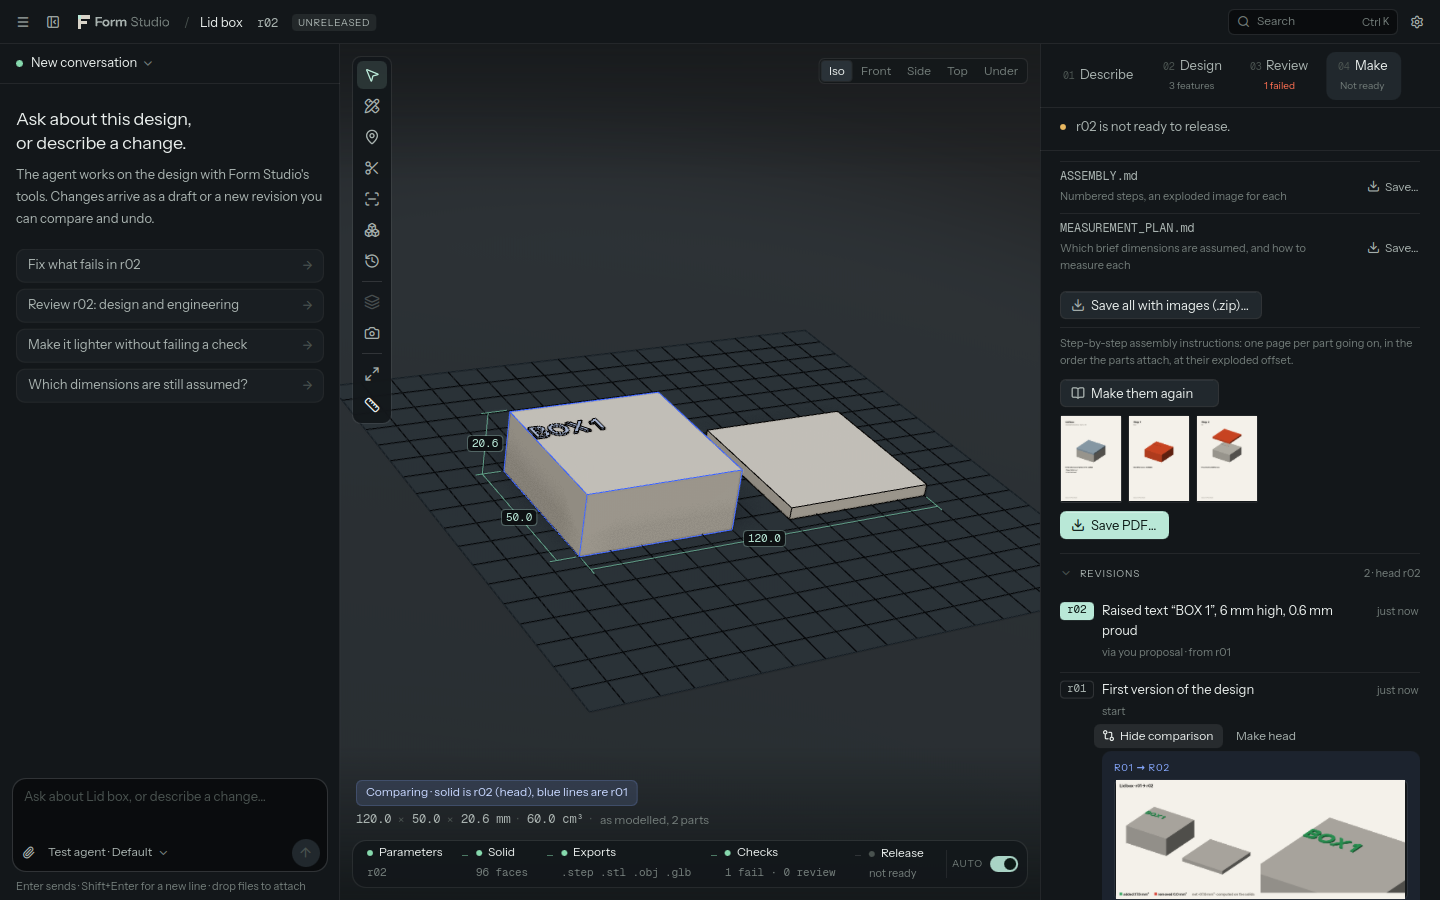 Form Studio / Lid box r02 UNRELEASED
Search Ctrl K
New conversation
Ask about this design,
or describe a change.
The agent works on the design with Form Studio's
tools. Changes arrive as a draft or a new revision you
can compare and undo.
Fix what fails in r02
Review r02: design and engineering
Make it lighter without failing a check
Which dimensions are still assumed?
Ask about Lid box, or describe a change...
Test agent · Default
Enter sends · Shift+Enter for a new line · drop files to attach
Iso Front Side Top Under
BOX 1
20.6
50.0
120.0
Comparing · solid is r02 (head), blue lines are r01
120.0 × 50.0 × 20.6 mm · 60.0 cm³ · as modelled, 2 parts
Parameters
r02
Solid
96 faces
Exports
.step .stl .obj .glb
Checks
1 fail · 0 review
Release
not ready
AUTO
01 Describe
02 Design
3 features
03 Review
1 failed
04 Make
Not ready
r02 is not ready to release.
ASSEMBLY.md
Numbered steps, an exploded image for each
Save...
MEASUREMENT_PLAN.md
Which brief dimensions are assumed, and how to
measure each
Save...
Save all with images (.zip)...
Step-by-step assembly instructions: one page per part going on, in the
order the parts attach, at their exploded offset.
Make them again
Save PDF...
REVISIONS
2 · head r02
r02 Raised text “BOX 1”, 6 mm high, 0.6 mm
proud
just now
via you proposal · from r01
r01 First version of the design
just now
start
Hide comparison
Make head
R01 → R02
BOX 1
BOX 1